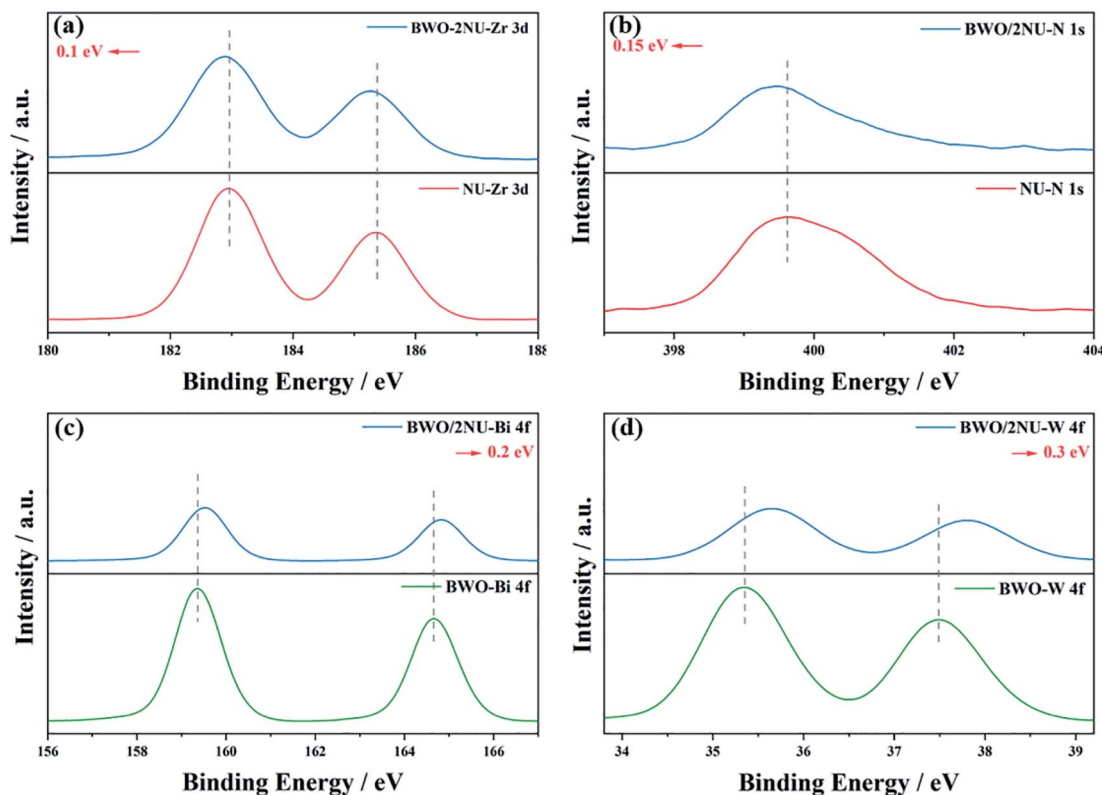 (a)
BWO-2NU-Zr 3d
0.1 eV
NU-Zr 3d
Intensity / a.u.
180 182 184 186 188
Binding Energy / eV
(b)
BWO/2NU-N 1s
0.15 eV
NU-N 1s
Intensity / a.u.
398 400 402 404
Binding Energy / eV
(c)
BWO/2NU-Bi 4f
0.2 eV
BWO-Bi 4f
Intensity / a.u.
156 158 160 162 164 166
Binding Energy / eV
(d)
BWO/2NU-W 4f
0.3 eV
BWO-W 4f
Intensity / a.u.
34 35 36 37 38 39
Binding Energy / eV